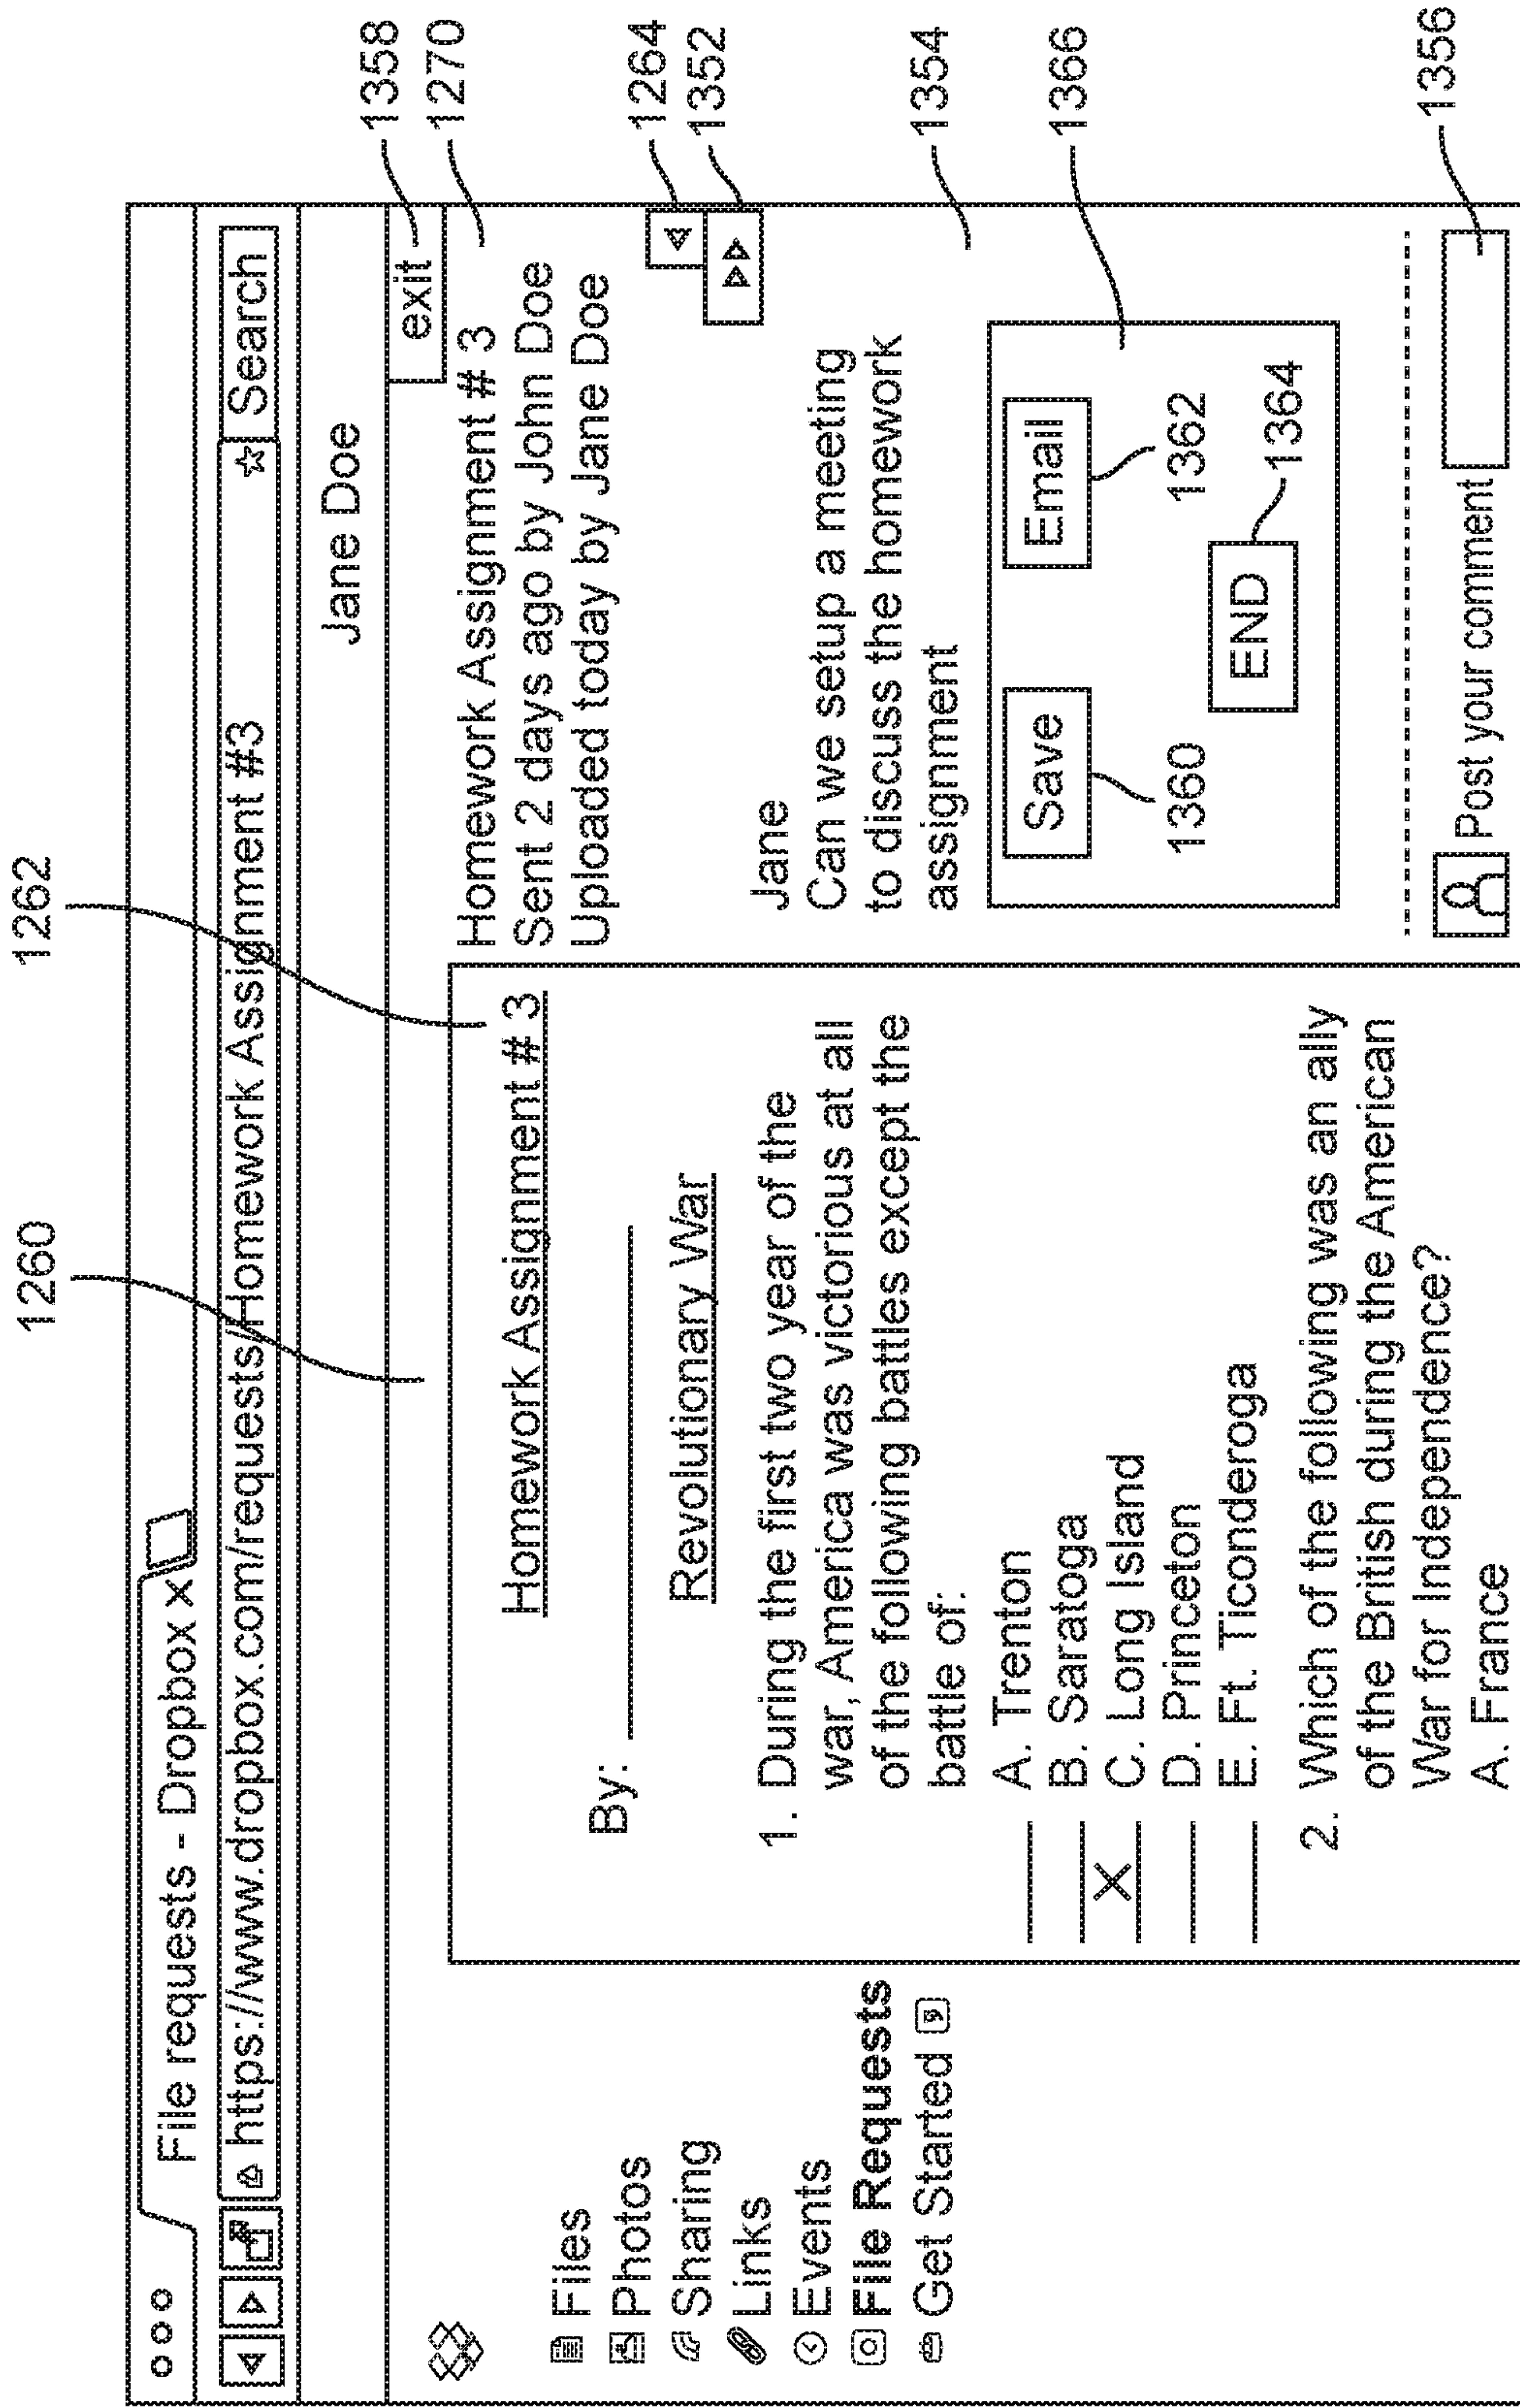 1260
1262
File requests - Dropbox x
https://www.dropbox.com/requests/Homework Assignment #3
Search
Jane Doe
exit
1358
1270
Files
Photos
Sharing
Links
Events
File Requests
Get Started
Homework Assignment # 3
By:
Revolutionary War
1. During the first two year of the
war, America was victorious at all
of the following battles except the
battle of:
A. Trenton
B. Saratoga
X C. Long Island
D. Princeton
E. Ft. Ticonderoga
2. Which of the following was an ally
of the British during the American
War for Independence?
A. France
Homework Assignment # 3
Sent 2 days ago by John Doe
Uploaded today by Jane Doe
1264
1352
Jane
Can we setup a meeting
to discuss the homework
assignment
1354
1366
Save
Email
1360
1362
END
1364
Post your comment
1356